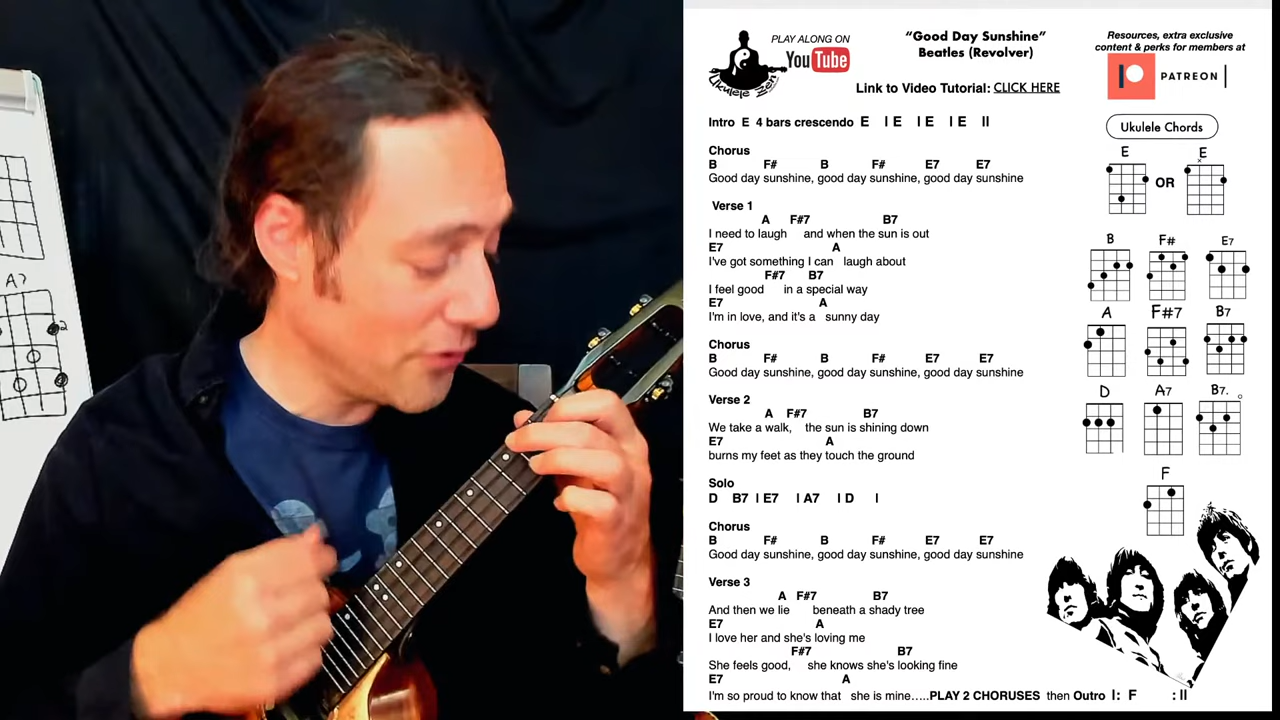 A7
2
PLAY ALONG ON
YouTube
Ukulele Zen
"Good Day Sunshine"
Beatles (Revolver)
Link to Video Tutorial: CLICK HERE
Resources, extra exclusive
content & perks for members at
PATREON
Intro E 4 bars crescendo E I E I E I E II
Chorus
B F# B F# E7 E7
Good day sunshine, good day sunshine, good day sunshine
Verse 1
A F#7 B7
I need to laugh and when the sun is out
E7 A
I've got something I can laugh about
F#7 B7
I feel good in a special way
E7 A
I'm in love, and it's a sunny day
Chorus
B F# B F# E7 E7
Good day sunshine, good day sunshine, good day sunshine
Verse 2
A F#7 B7
We take a walk, the sun is shining down
E7 A
burns my feet as they touch the ground
Solo
D B7 I E7 I A7 I D I
Chorus
B F# B F# E7 E7
Good day sunshine, good day sunshine, good day sunshine
Verse 3
A F#7 B7
And then we lie beneath a shady tree
E7 A
I love her and she's loving me
F#7 B7
She feels good, she knows she's looking fine
E7 A
I'm so proud to know that she is mine.....PLAY 2 CHORUSES then Outro I: F : II
Ukulele Chords
E OR E
x
B F# E7
A F#7 B7
D A7 B7.
F